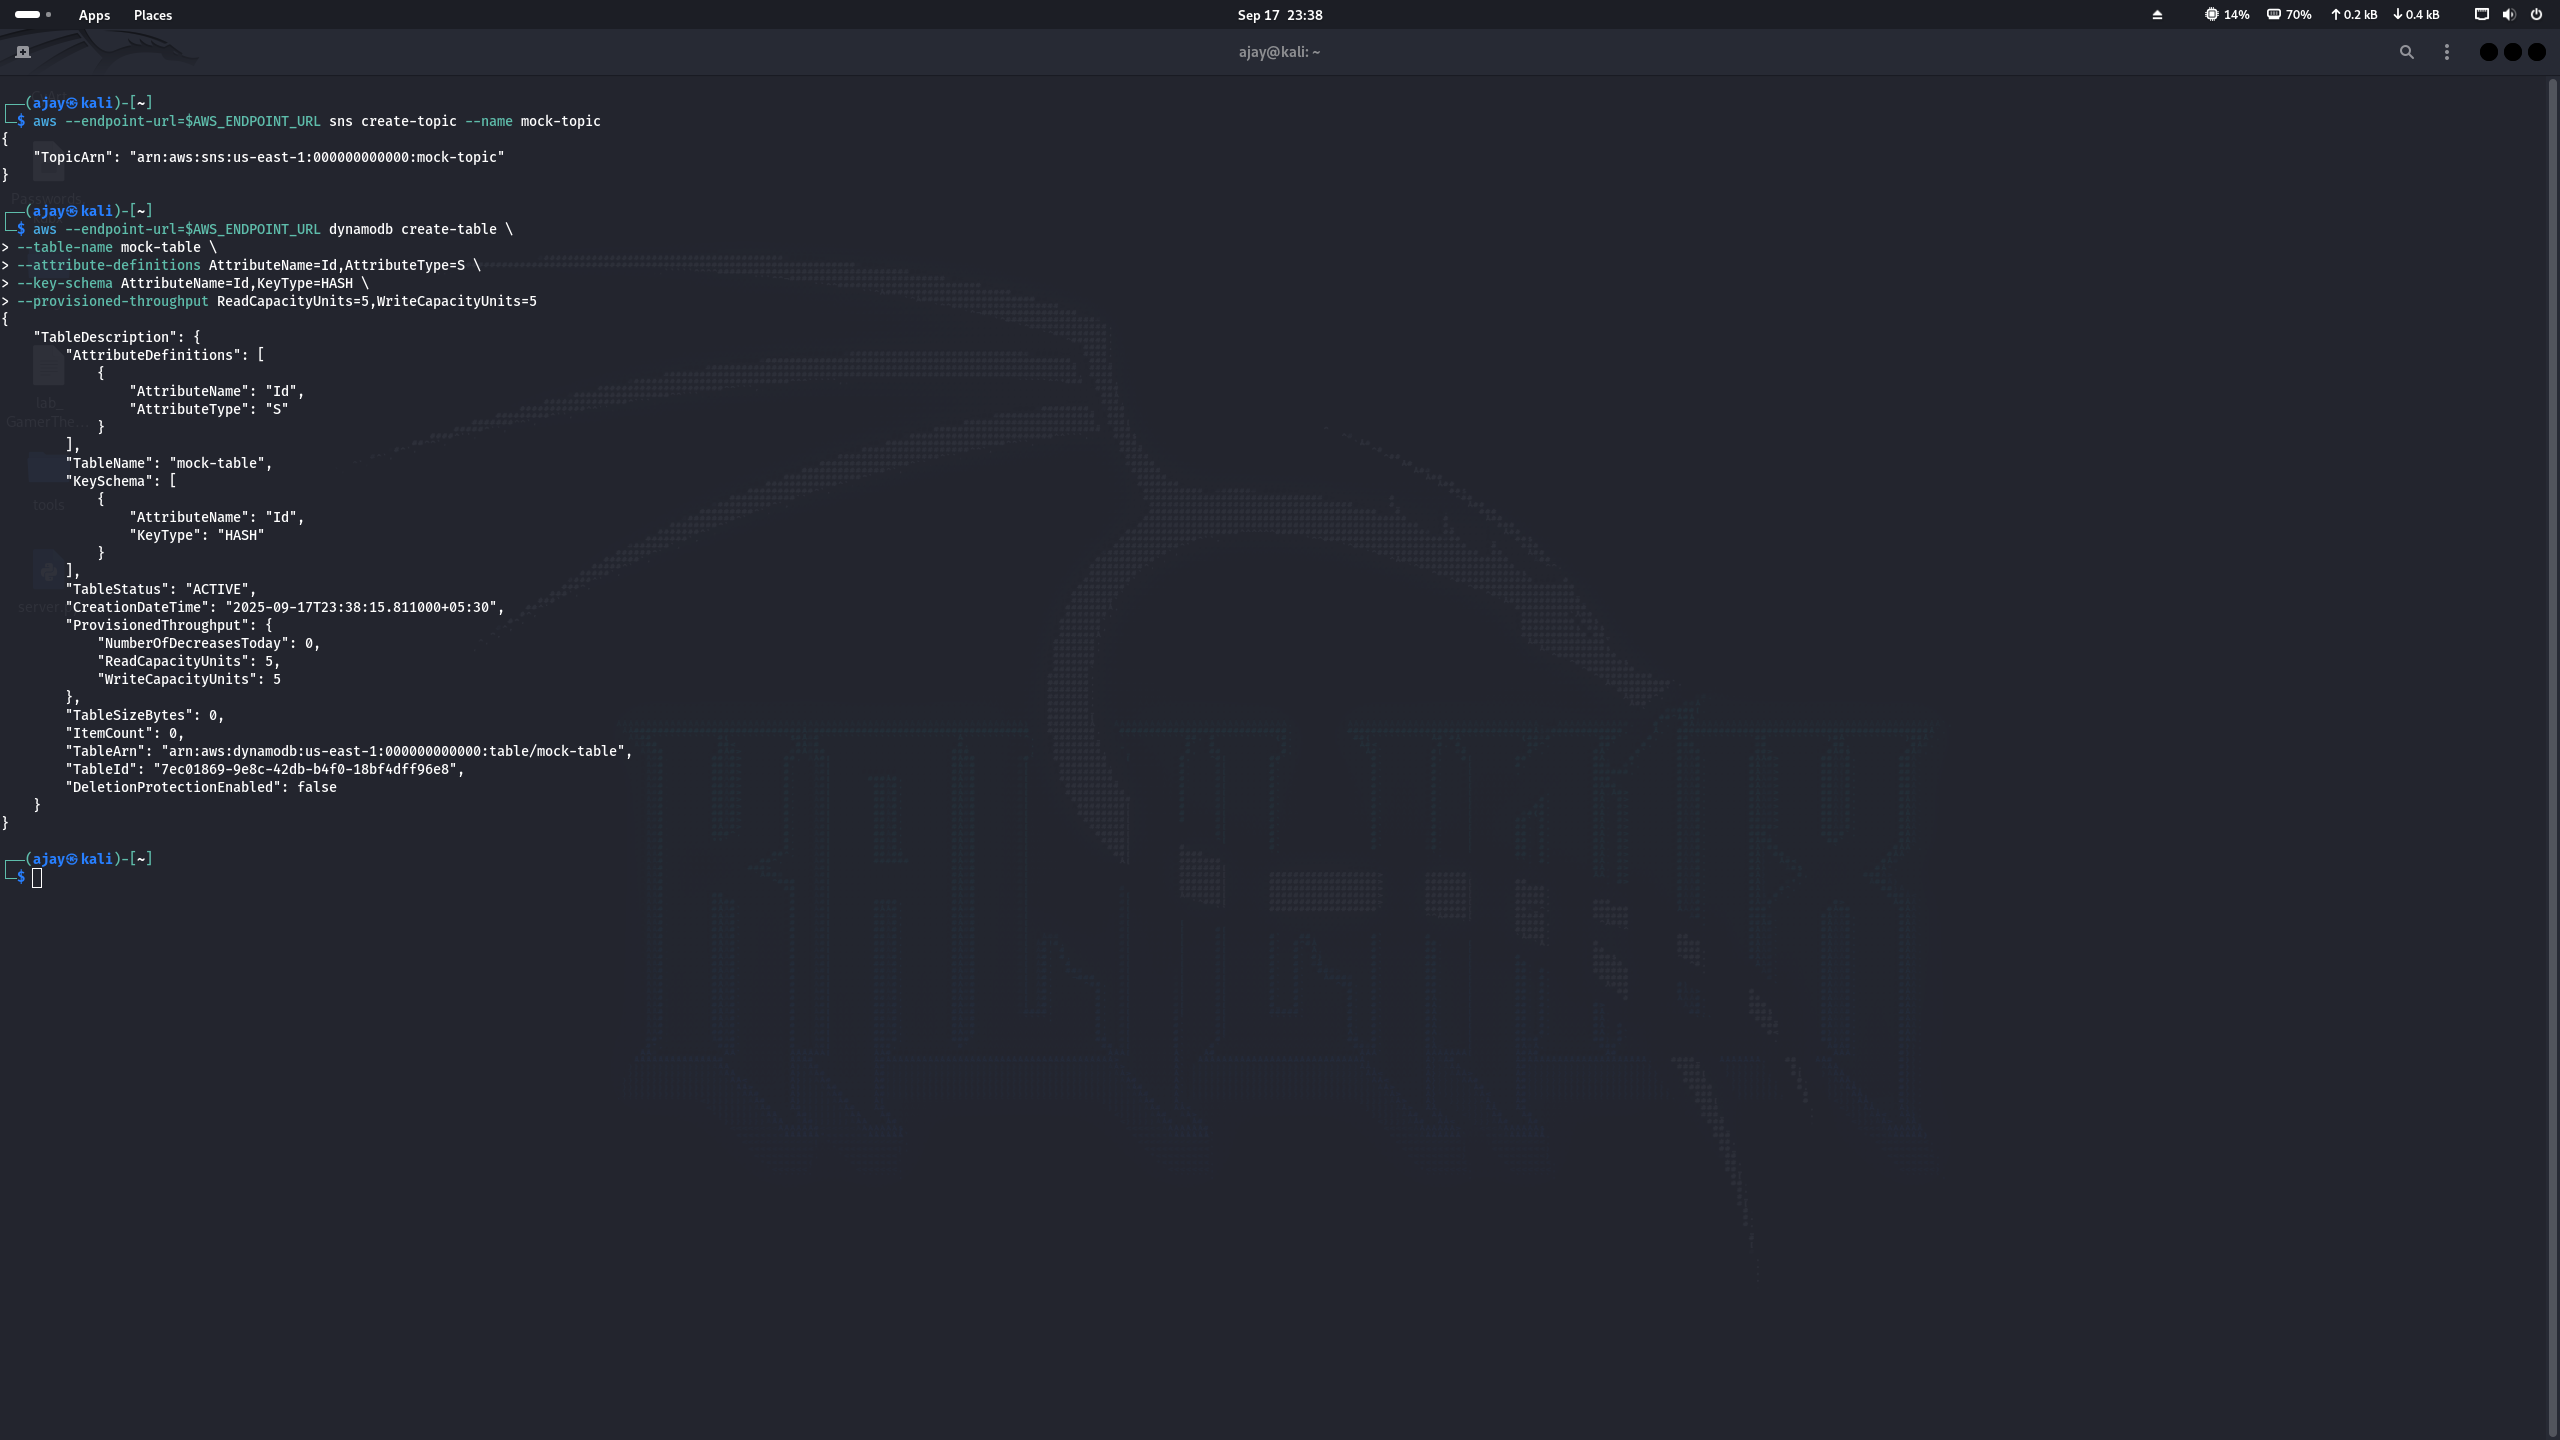 Apps Places Sep 17 23:38 14% 70% 0.2 kB 0.4 kB
ajay@kali: ~
┌──(ajay㉿kali)-[~]
└─$ aws --endpoint-url=$AWS_ENDPOINT_URL sns create-topic --name mock-topic
{
    "TopicArn": "arn:aws:sns:us-east-1:000000000000:mock-topic"
}
Passwords
┌──(ajay㉿kali)-[~]
└─$ aws --endpoint-url=$AWS_ENDPOINT_URL dynamodb create-table \
> --table-name mock-table \
> --attribute-definitions AttributeName=Id,AttributeType=S \
> --key-schema AttributeName=Id,KeyType=HASH \
> --provisioned-throughput ReadCapacityUnits=5,WriteCapacityUnits=5
{
    "TableDescription": {
        "AttributeDefinitions": [
            {
                "AttributeName": "Id",
                "AttributeType": "S"
            }
        ],
        "TableName": "mock-table",
        "KeySchema": [
            {
                "AttributeName": "Id",
                "KeyType": "HASH"
            }
        ],
        "TableStatus": "ACTIVE",
        "CreationDateTime": "2025-09-17T23:38:15.811000+05:30",
        "ProvisionedThroughput": {
            "NumberOfDecreasesToday": 0,
            "ReadCapacityUnits": 5,
            "WriteCapacityUnits": 5
        },
        "TableSizeBytes": 0,
        "ItemCount": 0,
        "TableArn": "arn:aws:dynamodb:us-east-1:000000000000:table/mock-table",
        "TableId": "7ec01869-9e8c-42db-b4f0-18bf4dff96e8",
        "DeletionProtectionEnabled": false
    }
}
┌──(ajay㉿kali)-[~]
└─$
lab_
GamerThe...
tools